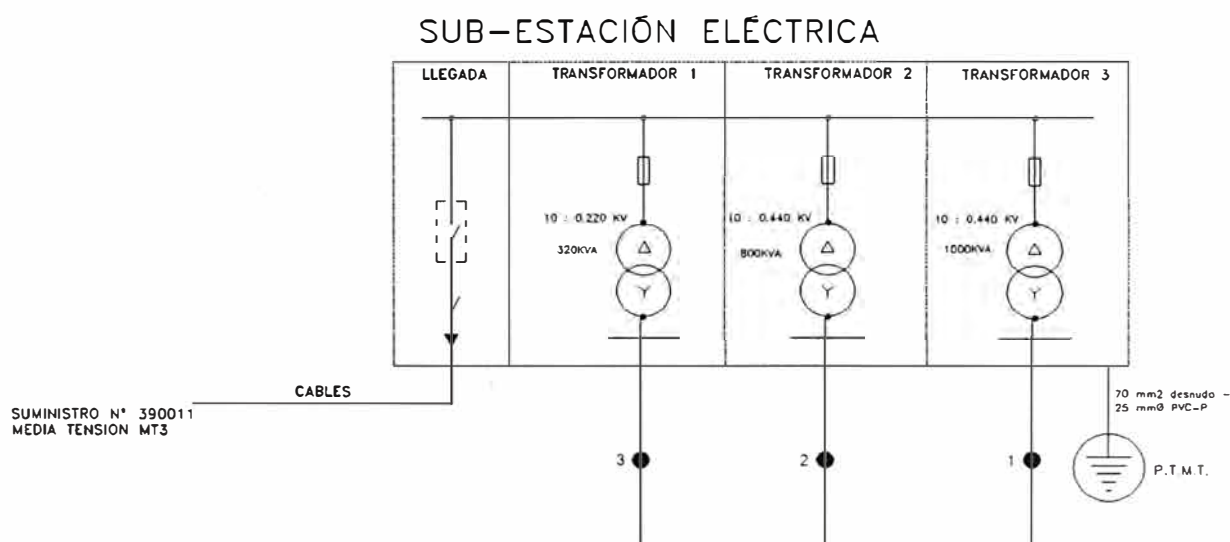 SUB-ESTACIÓN ELÉCTRICA
LLEGADA
TRANSFORMADOR 1
TRANSFORMADOR 2
TRANSFORMADOR 3
10 : 0.220 KV
320KVA
10 : 0.440 KV
800KVA
10 : 0.440 KV
1000KVA
CABLES
SUMINISTRO N° 390011
MEDIA TENSION MT3
70 mm2 desnudo -
25 mmØ PVC-P
3
2
1
P.T.M.T.